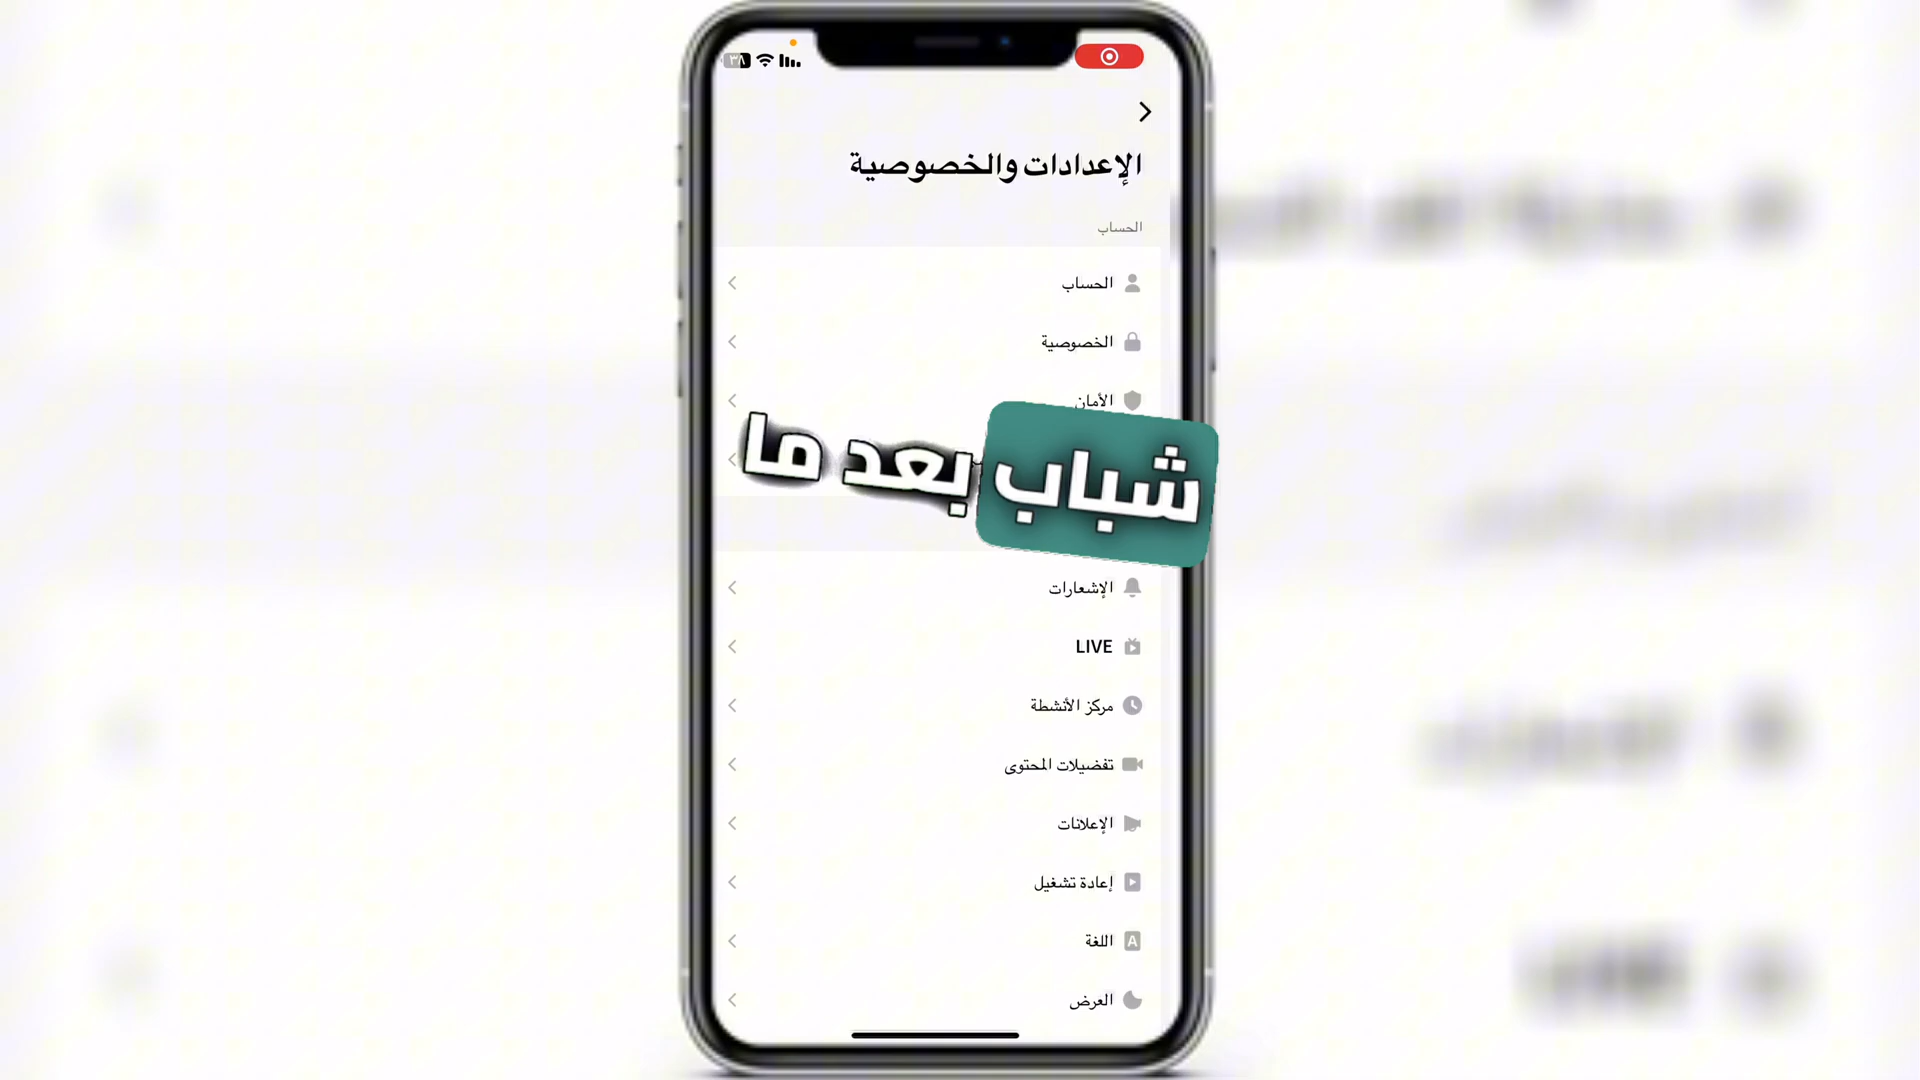 ٣٨
الإعدادات والخصوصية
الحساب
الحساب
الخصوصية
الأمان
شباب بعد ما
الإشعارات
LIVE
مركز الأنشطة
تفضيلات المحتوى
الإعلانات
إعادة تشغيل
اللغة
العرض